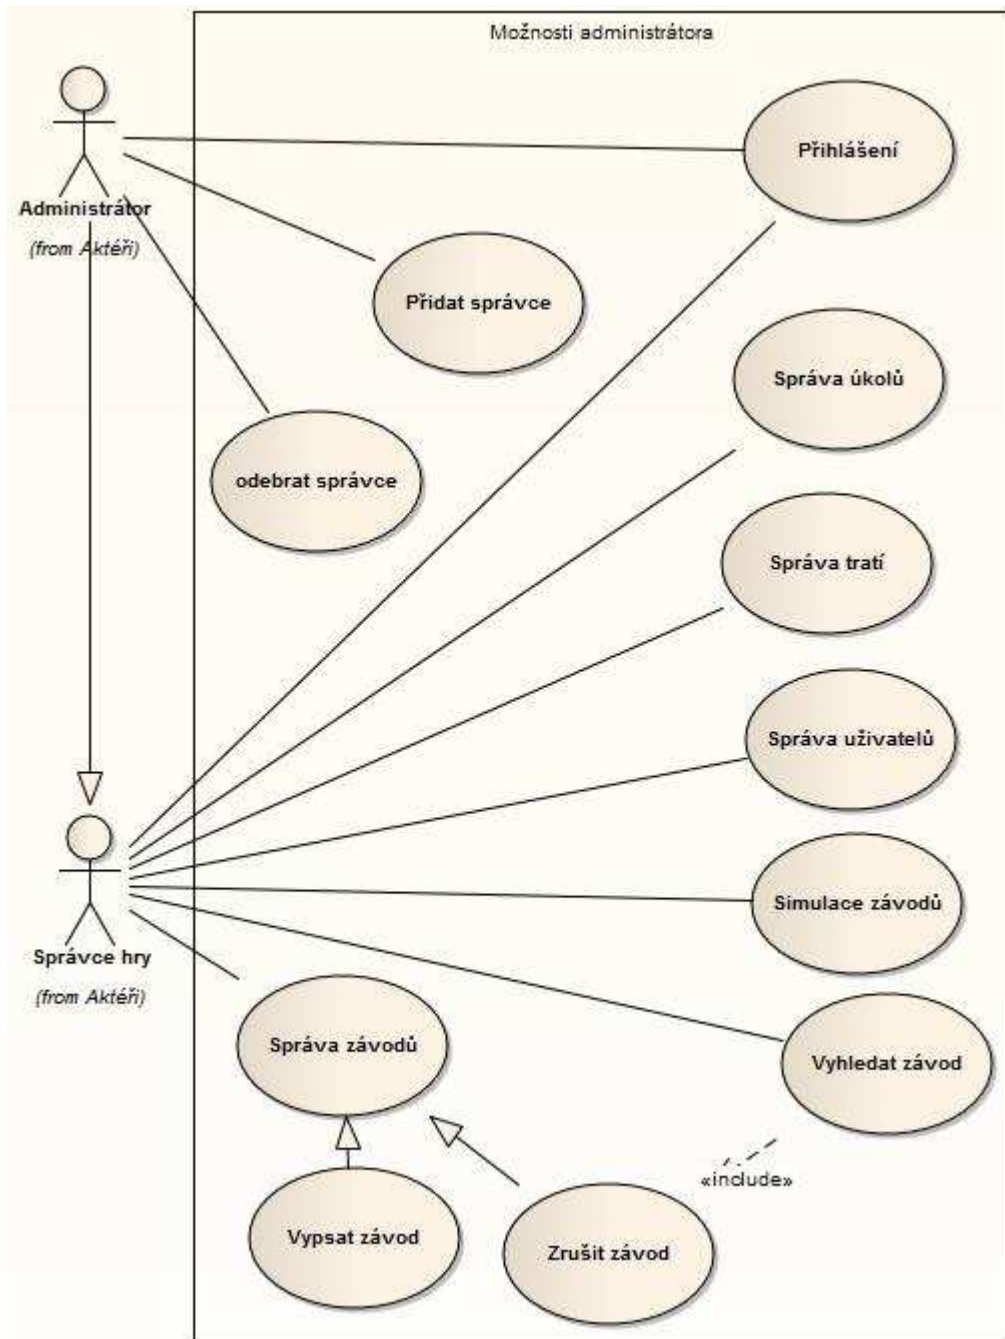 Možnosti administrátora
Přihlášení
Administrátor
(from Aktéři)
Přidat správce
Správa úkolů
odebrat správce
Správa tratí
Správa uživatelů
Simulace závodů
Správce hry
(from Aktéři)
Správa závodů
Vyhledat závod
«include»
Vypsat závod
Zrušit závod